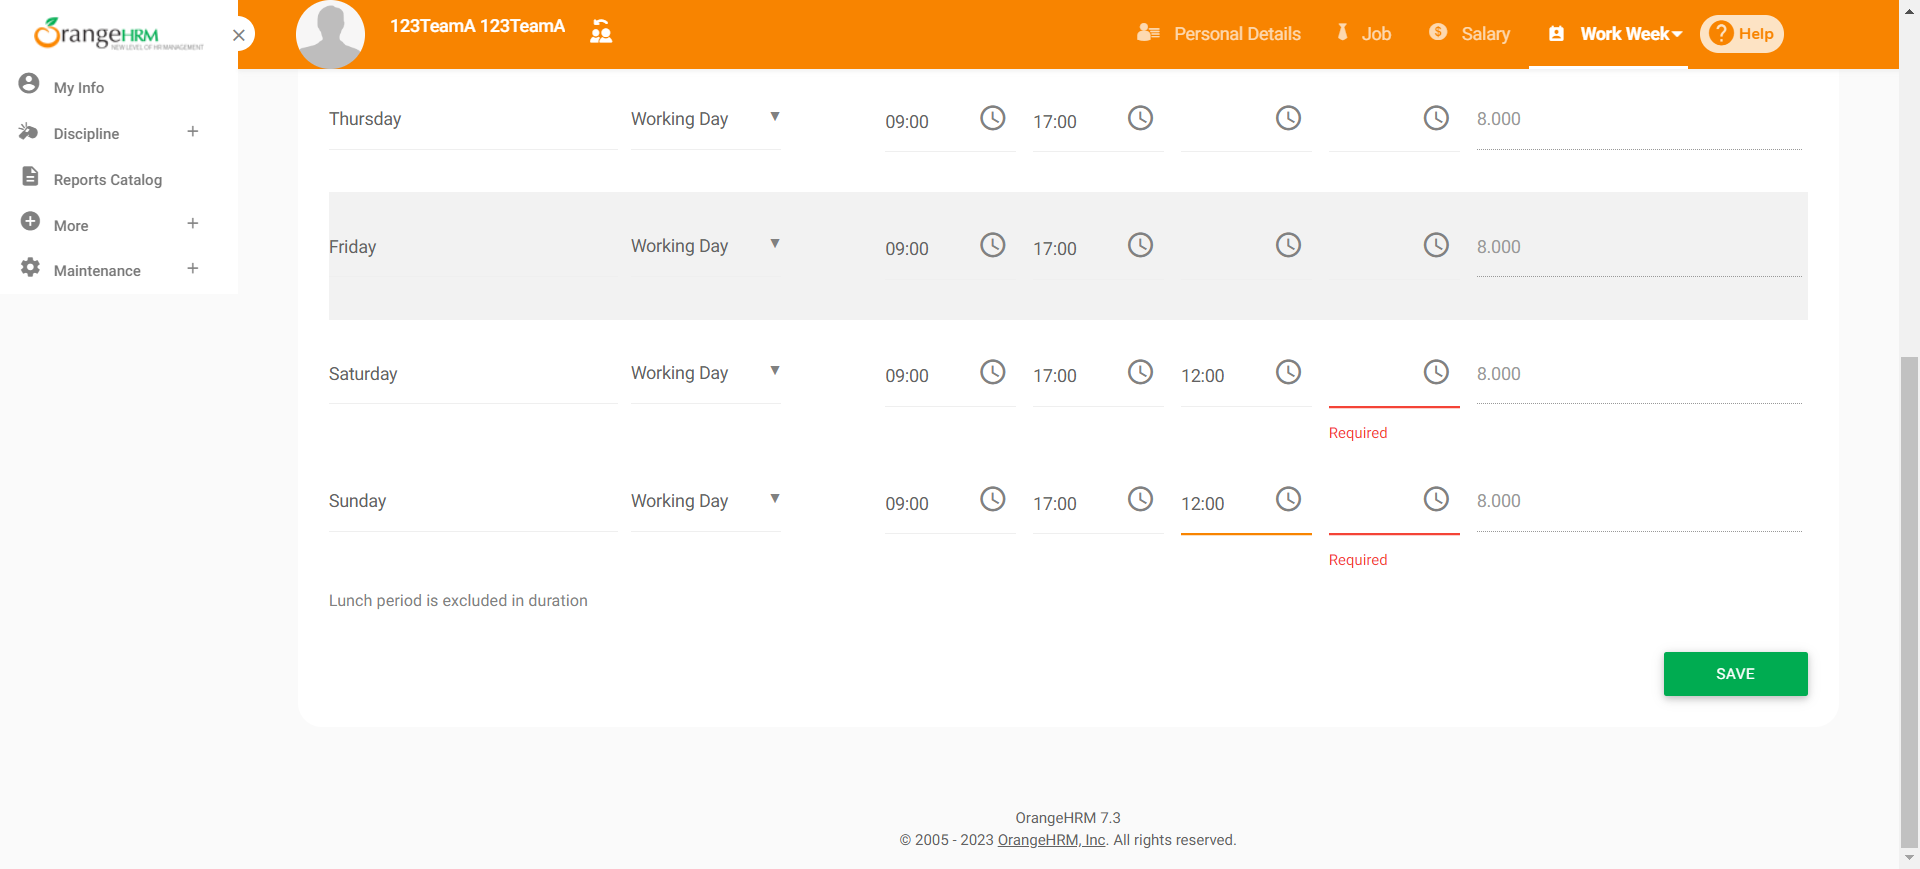 OrangeHRM
NEW LEVEL OF HR MANAGEMENT
123TeamA 123TeamA
Personal Details
Job
Salary
Work Week
Help
My Info
Discipline
Reports Catalog
More
Maintenance
Thursday Working Day 09:00 17:00 8.000
Friday Working Day 09:00 17:00 8.000
Saturday Working Day 09:00 17:00 12:00 8.000
Required
Sunday Working Day 09:00 17:00 12:00 8.000
Required
Lunch period is excluded in duration
SAVE
OrangeHRM 7.3
© 2005 - 2023 OrangeHRM, Inc. All rights reserved.